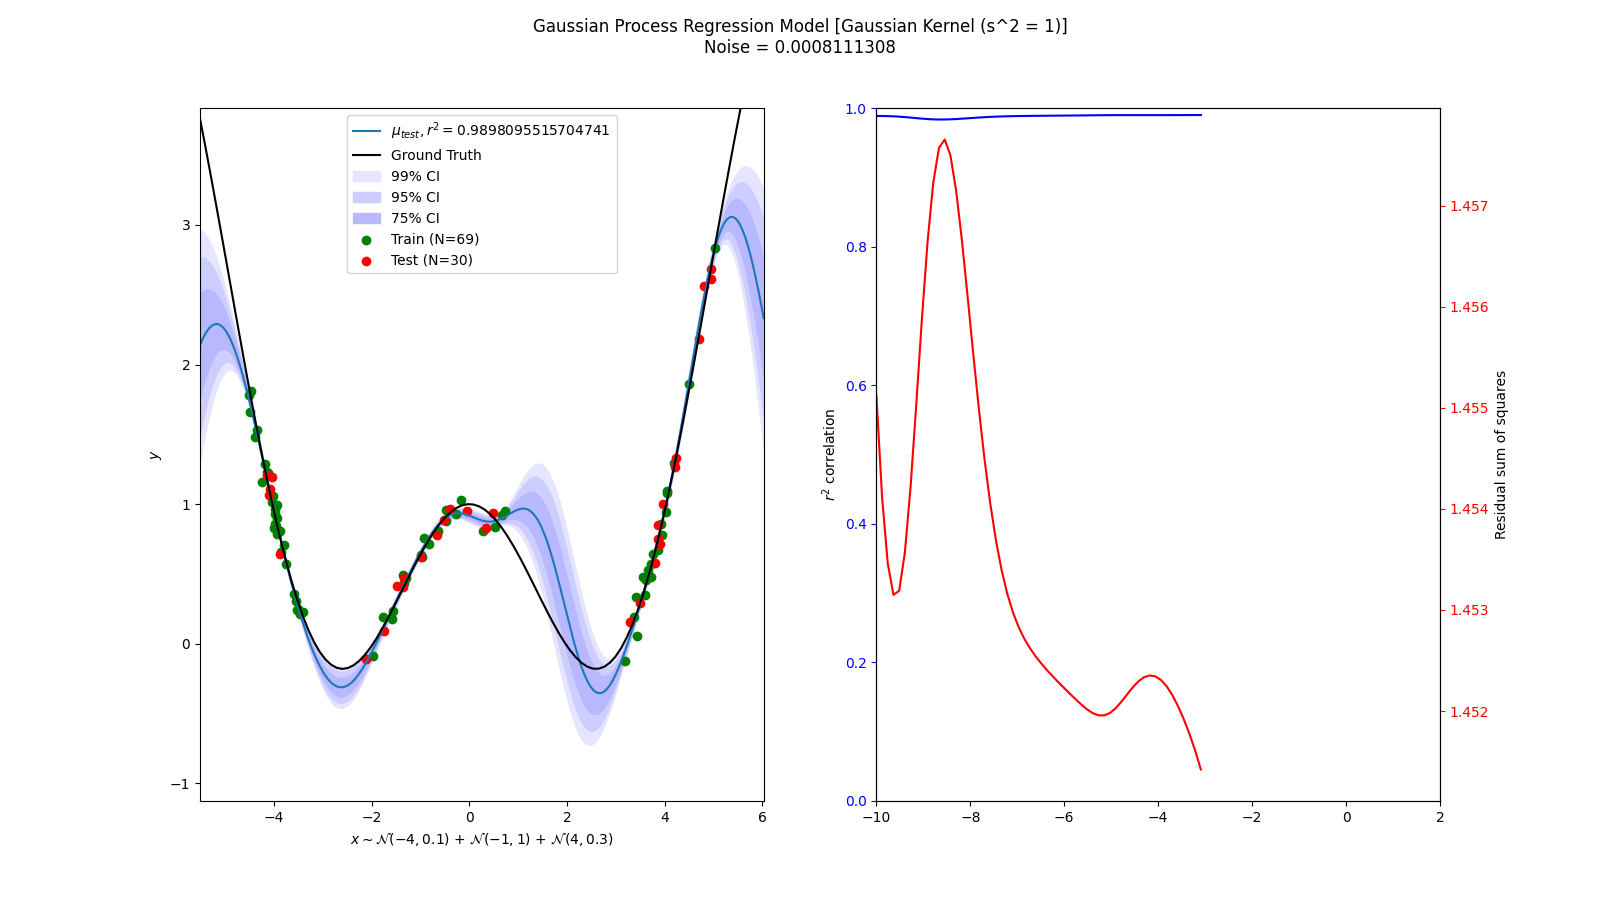 Gaussian Process Regression Model [Gaussian Kernel (s^2 = 1)]
Noise = 0.0008111308
μ_test, r² = 0.9898095515704741
Ground Truth
99% CI
95% CI
75% CI
Train (N=69)
Test (N=30)
y
3
2
1
0
−1
−4
−2
0
2
4
6
x ∼ 𝒩(−4, 0.1) + 𝒩(−1, 1) + 𝒩(4, 0.3)
r² correlation
1.0
0.8
0.6
0.4
0.2
0.0
−10
−8
−6
−4
−2
0
2
1.457
1.456
1.455
1.454
1.453
1.452
Residual sum of squares